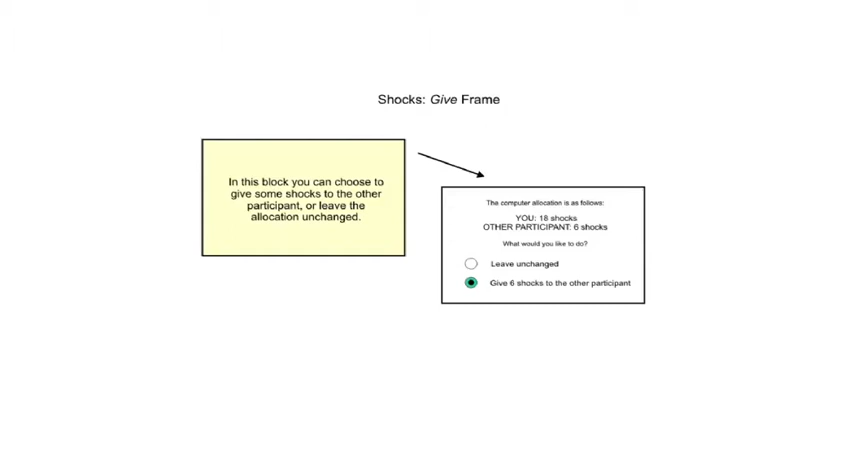 Shocks: Give Frame
In this block you can choose to
give some shocks to the other
participant, or leave the
allocation unchanged.
The computer allocation is as follows:
YOU: 18 shocks
OTHER PARTICIPANT: 6 shocks
What would you like to do?
Leave unchanged
Give 6 shocks to the other participant